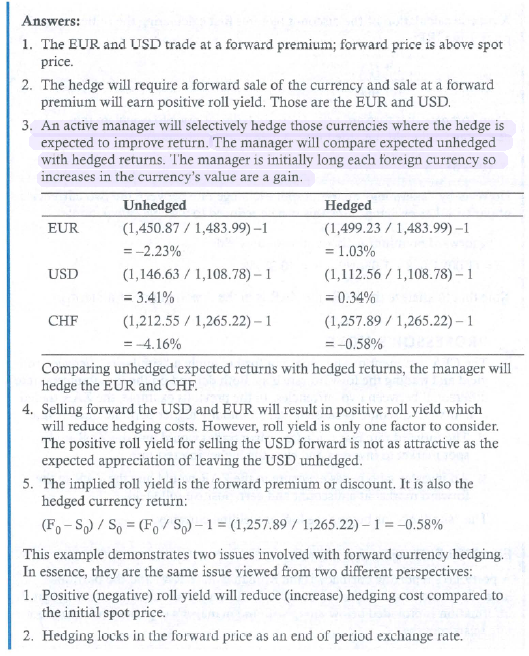 Answers:
1. The EUR and USD trade at a forward premium; forward price is above spot
price.
2. The hedge will require a forward sale of the currency and sale at a forward
premium will earn positive roll yield. Those are the EUR and USD.
3. An active manager will selectively hedge those currencies where the hedge is
expected to improve return. The manager will compare expected unhedged
with hedged returns. The manager is initially long each foreign currency so
increases in the currency's value are a gain.
Unhedged Hedged
EUR (1,450.87 / 1,483.99) –1 (1,499.23 / 1,483.99) –1
= –2.23% = 1.03%
USD (1,146.63 / 1,108.78) – 1 (1,112.56 / 1,108.78) – 1
= 3.41% = 0.34%
CHF (1,212.55 / 1,265.22) – 1 (1,257.89 / 1,265.22) – 1
= –4.16% = –0.58%
Comparing unhedged expected returns with hedged returns, the manager will
hedge the EUR and CHF.
4. Selling forward the USD and EUR will result in positive roll yield which
will reduce hedging costs. However, roll yield is only one factor to consider.
The positive roll yield for selling the USD forward is not as attractive as the
expected appreciation of leaving the USD unhedged.
5. The implied roll yield is the forward premium or discount. It is also the
hedged currency return:
(F₀ – S₀) / S₀ = (F₀ / S₀) – 1 = (1,257.89 / 1,265.22) – 1 = –0.58%
This example demonstrates two issues involved with forward currency hedging.
In essence, they are the same issue viewed from two different perspectives:
1. Positive (negative) roll yield will reduce (increase) hedging cost compared to
the initial spot price.
2. Hedging locks in the forward price as an end of period exchange rate.